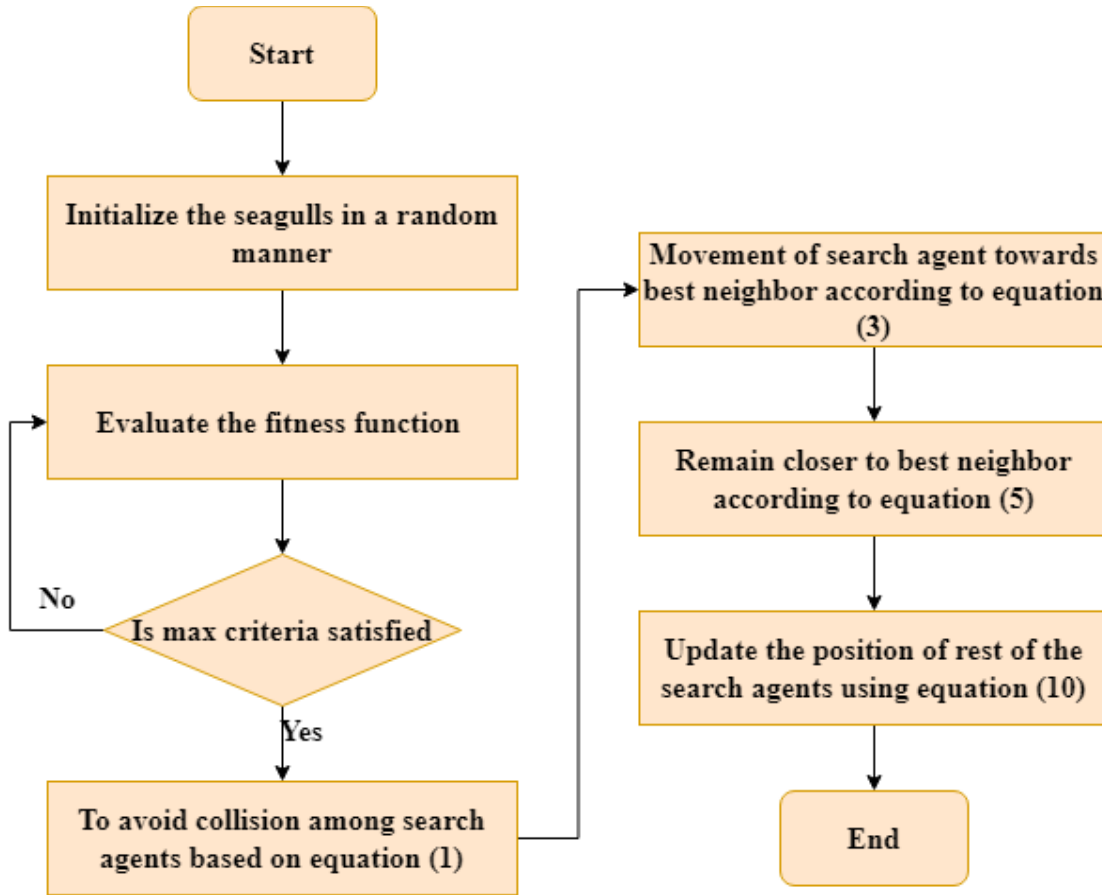 Start
Initialize the seagulls in a random
manner
Evaluate the fitness function
No
Is max criteria satisfied
Yes
To avoid collision among search
agents based on equation (1)
Movement of search agent towards
best neighbor according to equation
(3)
Remain closer to best neighbor
according to equation (5)
Update the position of rest of the
search agents using equation (10)
End